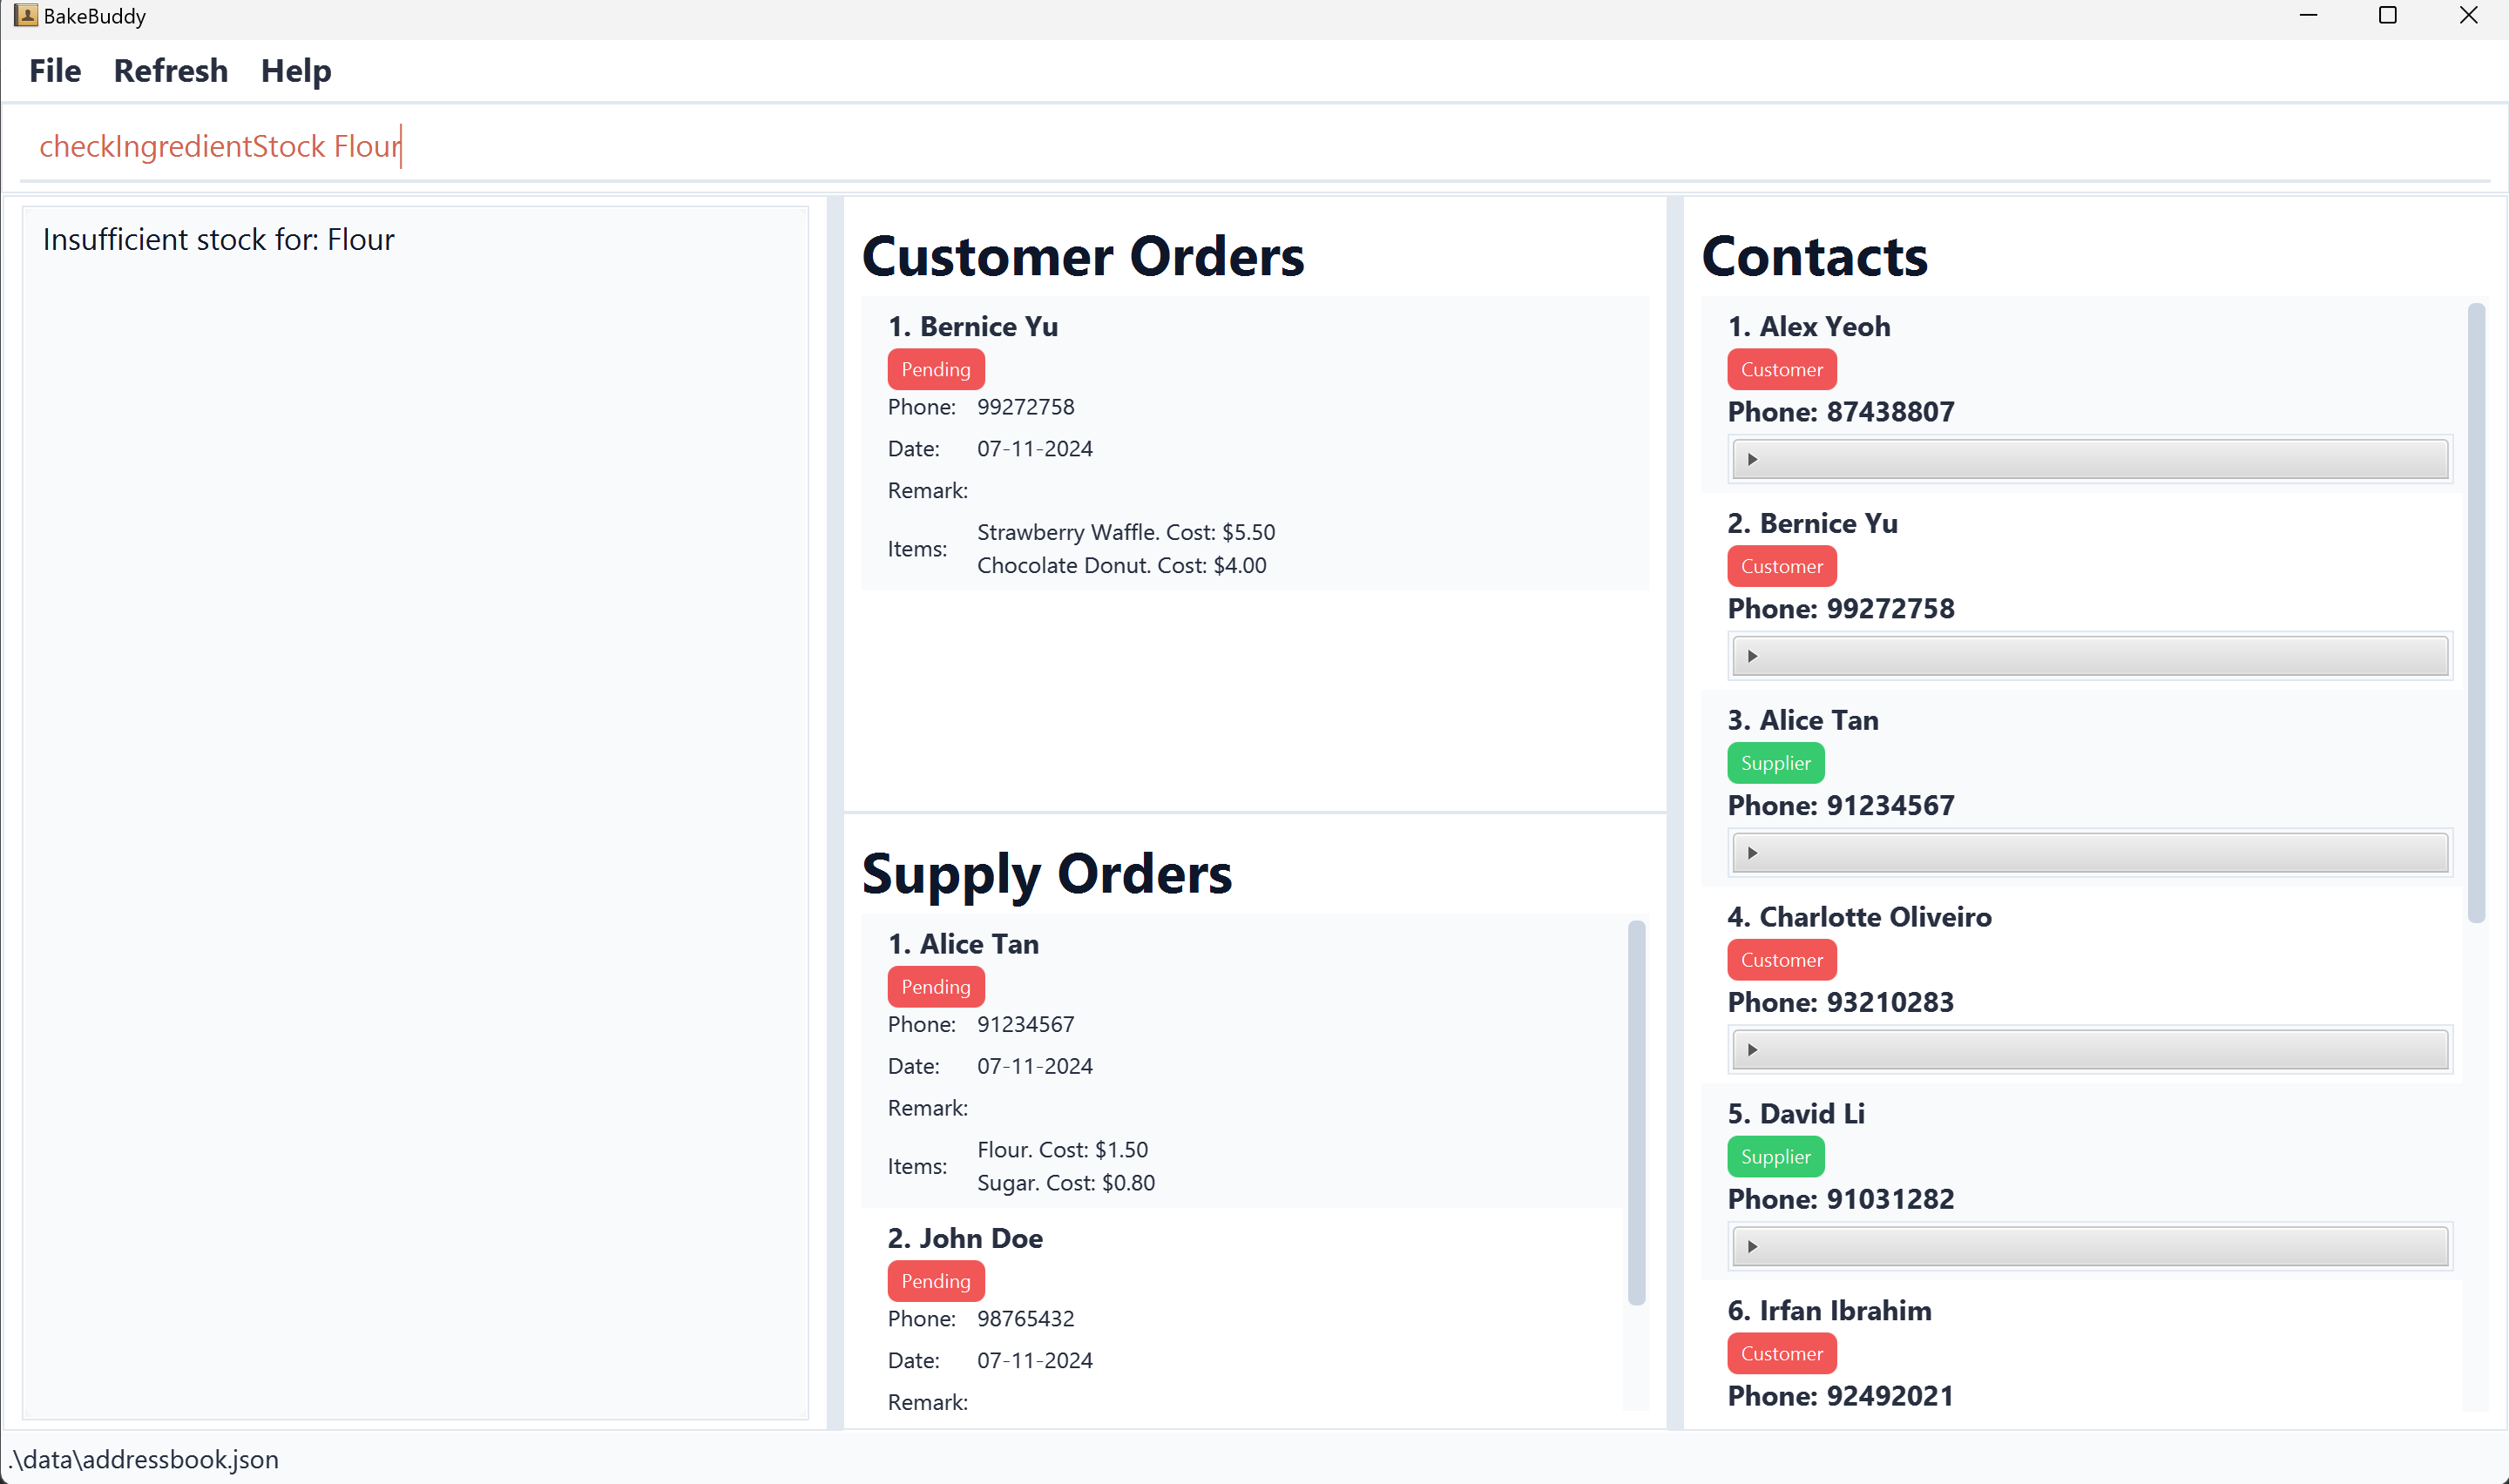 BakeBuddy
File Refresh Help
checkIngredientStock Flour
Insufficient stock for: Flour
Customer Orders
1. Bernice Yu
Pending
Phone: 99272758
Date: 07-11-2024
Remark:
Items: Strawberry Waffle. Cost: $5.50
Chocolate Donut. Cost: $4.00
Supply Orders
1. Alice Tan
Pending
Phone: 91234567
Date: 07-11-2024
Remark:
Items: Flour. Cost: $1.50
Sugar. Cost: $0.80
2. John Doe
Pending
Phone: 98765432
Date: 07-11-2024
Remark:
Contacts
1. Alex Yeoh
Customer
Phone: 87438807
2. Bernice Yu
Customer
Phone: 99272758
3. Alice Tan
Supplier
Phone: 91234567
4. Charlotte Oliveiro
Customer
Phone: 93210283
5. David Li
Supplier
Phone: 91031282
6. Irfan Ibrahim
Customer
Phone: 92492021
.\data\addressbook.json